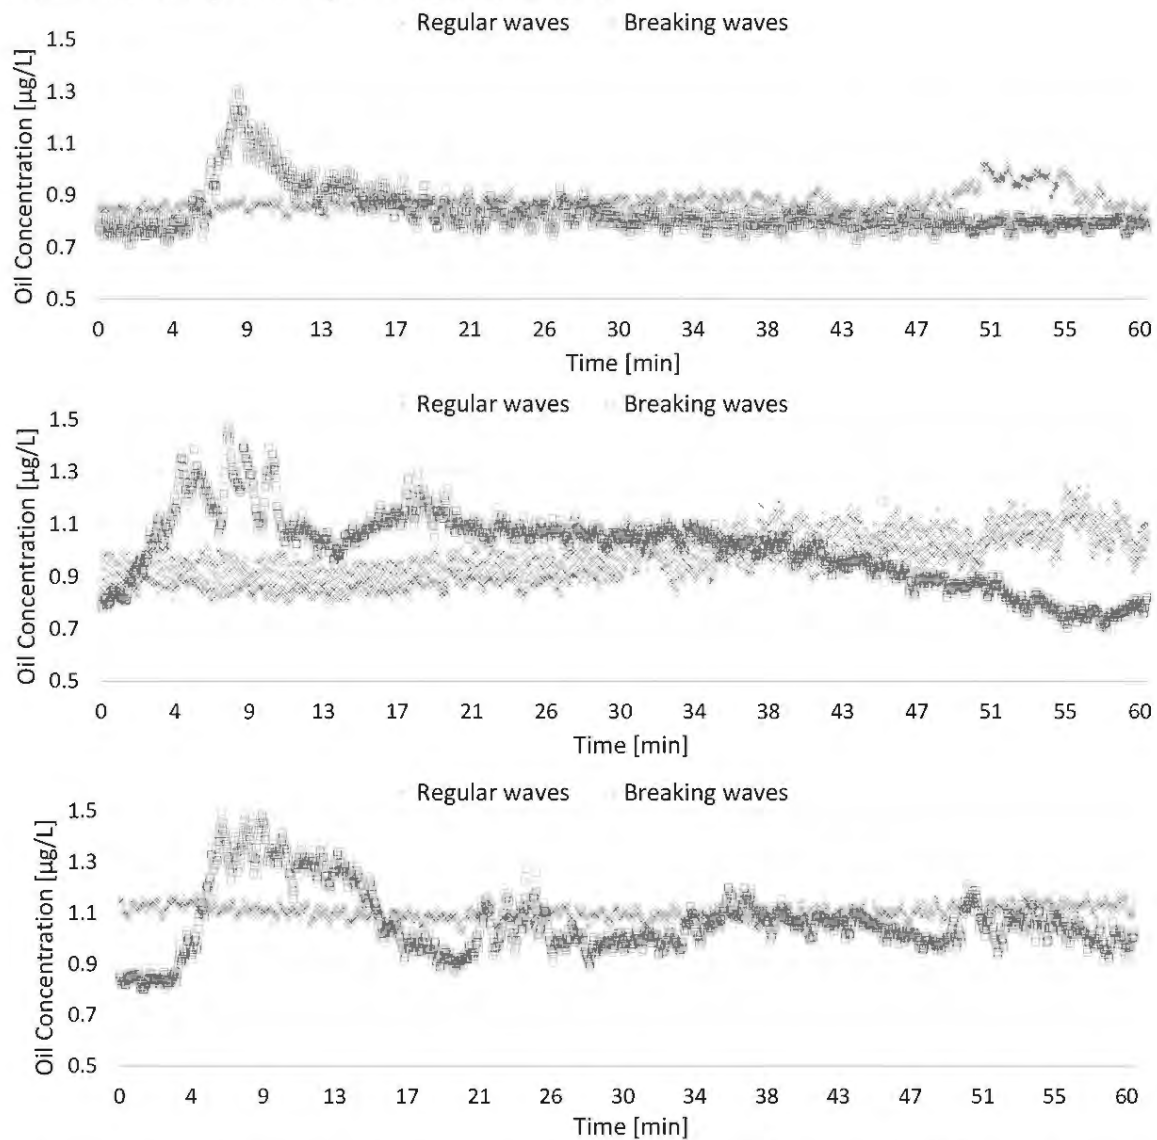 Regular waves Breaking waves
Oil Concentration [µg/L]
1.5
1.3
1.1
0.9
0.7
0.5
0 4 9 13 17 21 26 30 34 38 43 47 51 55 60
Time [min]
Regular waves Breaking waves
Oil Concentration [µg/L]
1.5
1.3
1.1
0.9
0.7
0.5
0 4 9 13 17 21 26 30 34 38 43 47 51 55 60
Time [min]
Regular waves Breaking waves
Oil Concentration [µg/L]
1.5
1.3
1.1
0.9
0.7
0.5
0 4 9 13 17 21 26 30 34 38 43 47 51 55 60
Time [min]